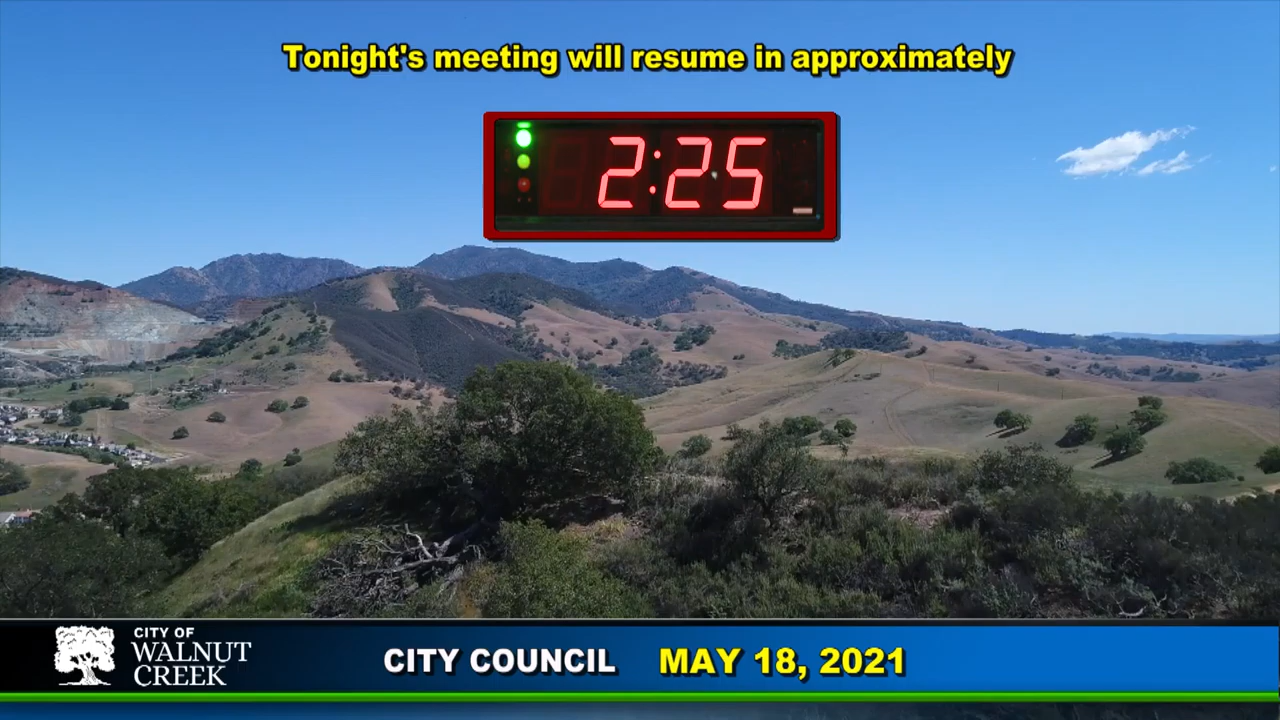 Tonight's meeting will resume in approximately
2:25
CITY OF
WALNUT
CREEK
CITY COUNCIL MAY 18, 2021